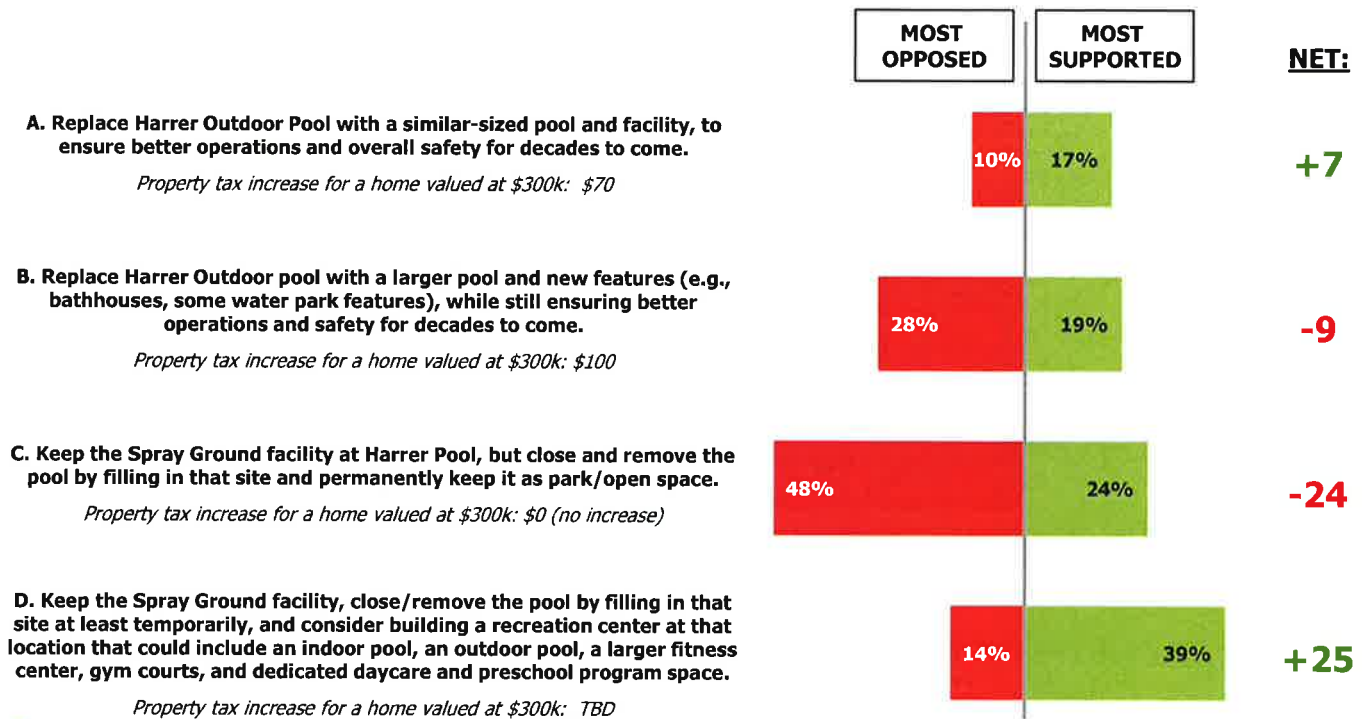 MOST
OPPOSED
MOST
SUPPORTED
NET:
A. Replace Harrer Outdoor Pool with a similar-sized pool and facility, to
ensure better operations and overall safety for decades to come.
Property tax increase for a home valued at $300k: $70
10%
17%
+7
B. Replace Harrer Outdoor pool with a larger pool and new features (e.g.,
bathhouses, some water park features), while still ensuring better
operations and safety for decades to come.
Property tax increase for a home valued at $300k: $100
28%
19%
-9
C. Keep the Spray Ground facility at Harrer Pool, but close and remove the
pool by filling in that site and permanently keep it as park/open space.
Property tax increase for a home valued at $300k: $0 (no increase)
48%
24%
-24
D. Keep the Spray Ground facility, close/remove the pool by filling in that
site at least temporarily, and consider building a recreation center at that
location that could include an indoor pool, an outdoor pool, a larger fitness
center, gym courts, and dedicated daycare and preschool program space.
Property tax increase for a home valued at $300k: TBD
14%
39%
+25